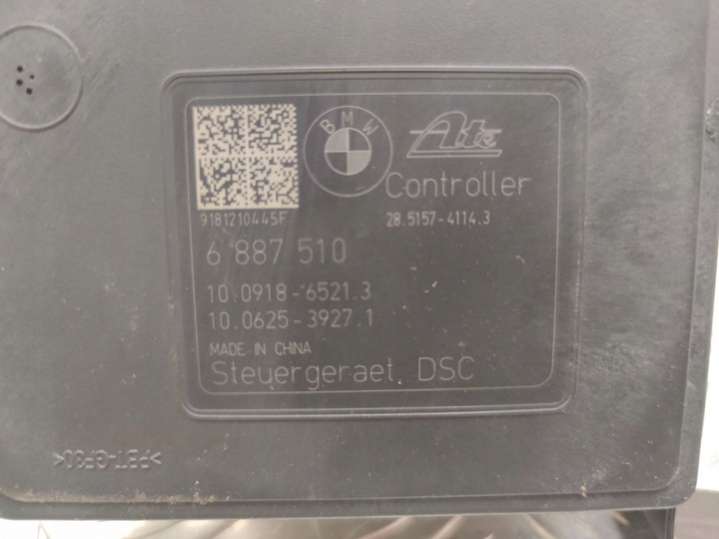 BMW
Ate
Controller
9181210445F
28.5157-4114.3
6 887 510
10.0918-6521.3
10.0625-3927.1
MADE IN CHINA
Steuergeraet DSC
>PBT-GF30<